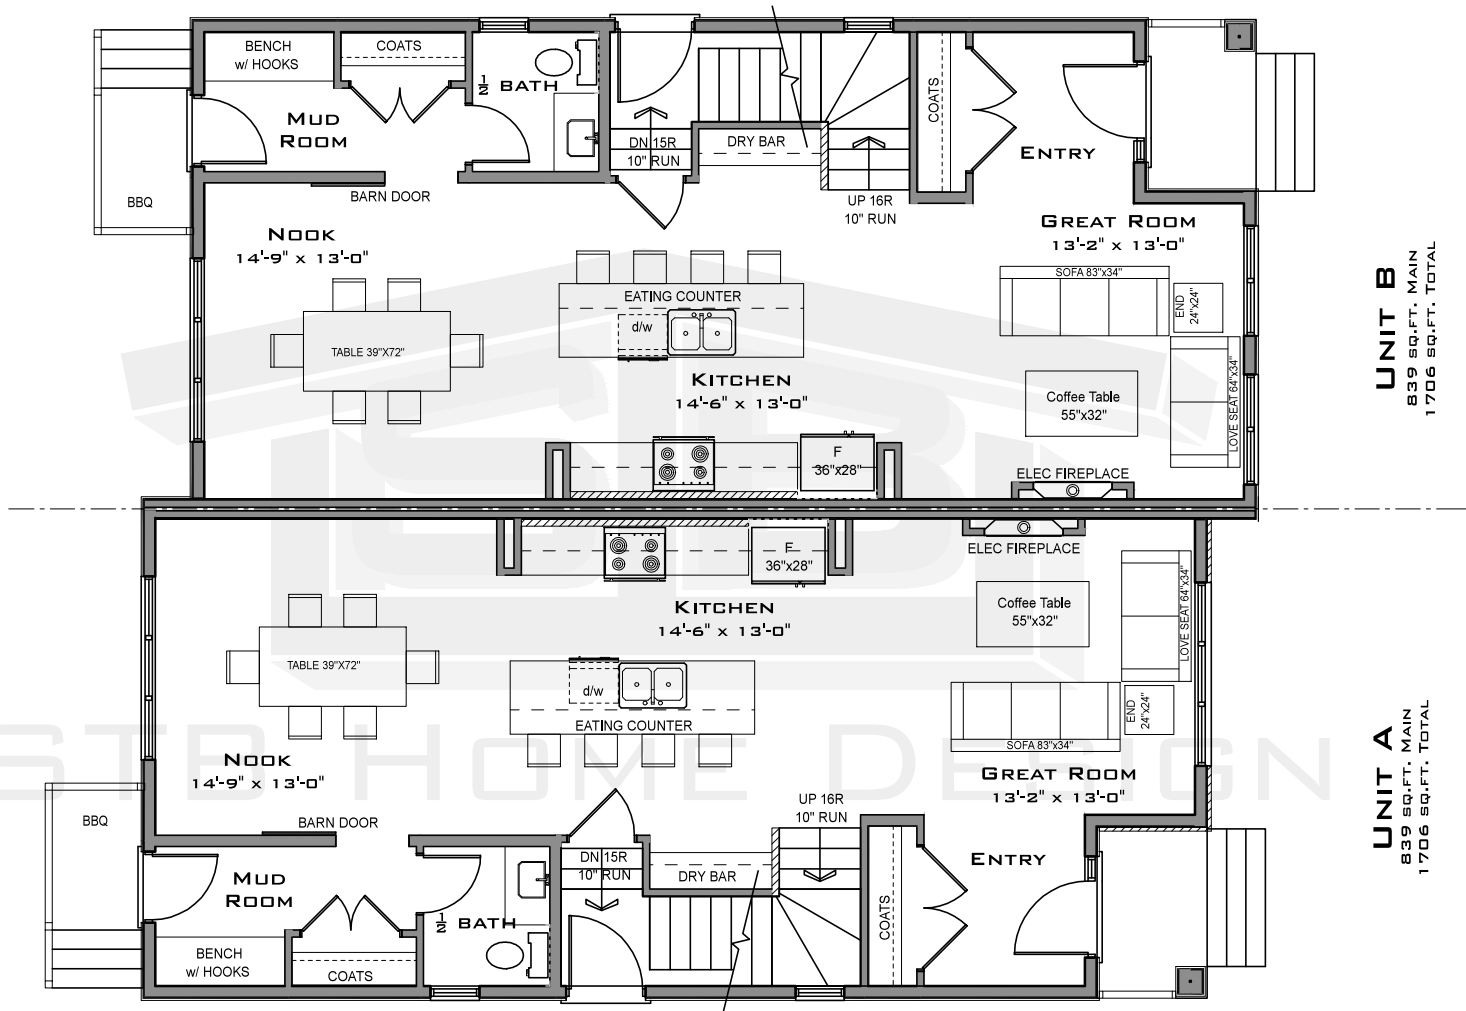 BENCH
w/ HOOKS
COATS
1/2 BATH
MUD
ROOM
DN 15R
10" RUN
DRY BAR
COATS
ENTRY
BBQ
BARN DOOR
UP 16R
10" RUN
NOOK
14'-9" x 13'-0"
GREAT ROOM
13'-2" x 13'-0"
SOFA 83"x34"
END
24"x24"
EATING COUNTER
d/w
TABLE 39"X72"
KITCHEN
14'-6" x 13'-0"
Coffee Table
55"x32"
LOVE SEAT 64"x34"
F
36"x28"
ELEC FIREPLACE
UNIT B
839 SQ.FT. MAIN
1706 SQ.FT. TOTAL
ELEC FIREPLACE
F
36"x28"
KITCHEN
14'-6" x 13'-0"
Coffee Table
55"x32"
LOVE SEAT 64"x34"
TABLE 39"X72"
d/w
EATING COUNTER
SOFA 83"x34"
END
24"x24"
NOOK
14'-9" x 13'-0"
GREAT ROOM
13'-2" x 13'-0"
STB HOME DESIGN
BBQ
BARN DOOR
UP 16R
10" RUN
DN 15R
10" RUN
DRY BAR
ENTRY
MUD
ROOM
1/2 BATH
COATS
BENCH
w/ HOOKS
COATS
UNIT A
839 SQ.FT. MAIN
1706 SQ.FT. TOTAL